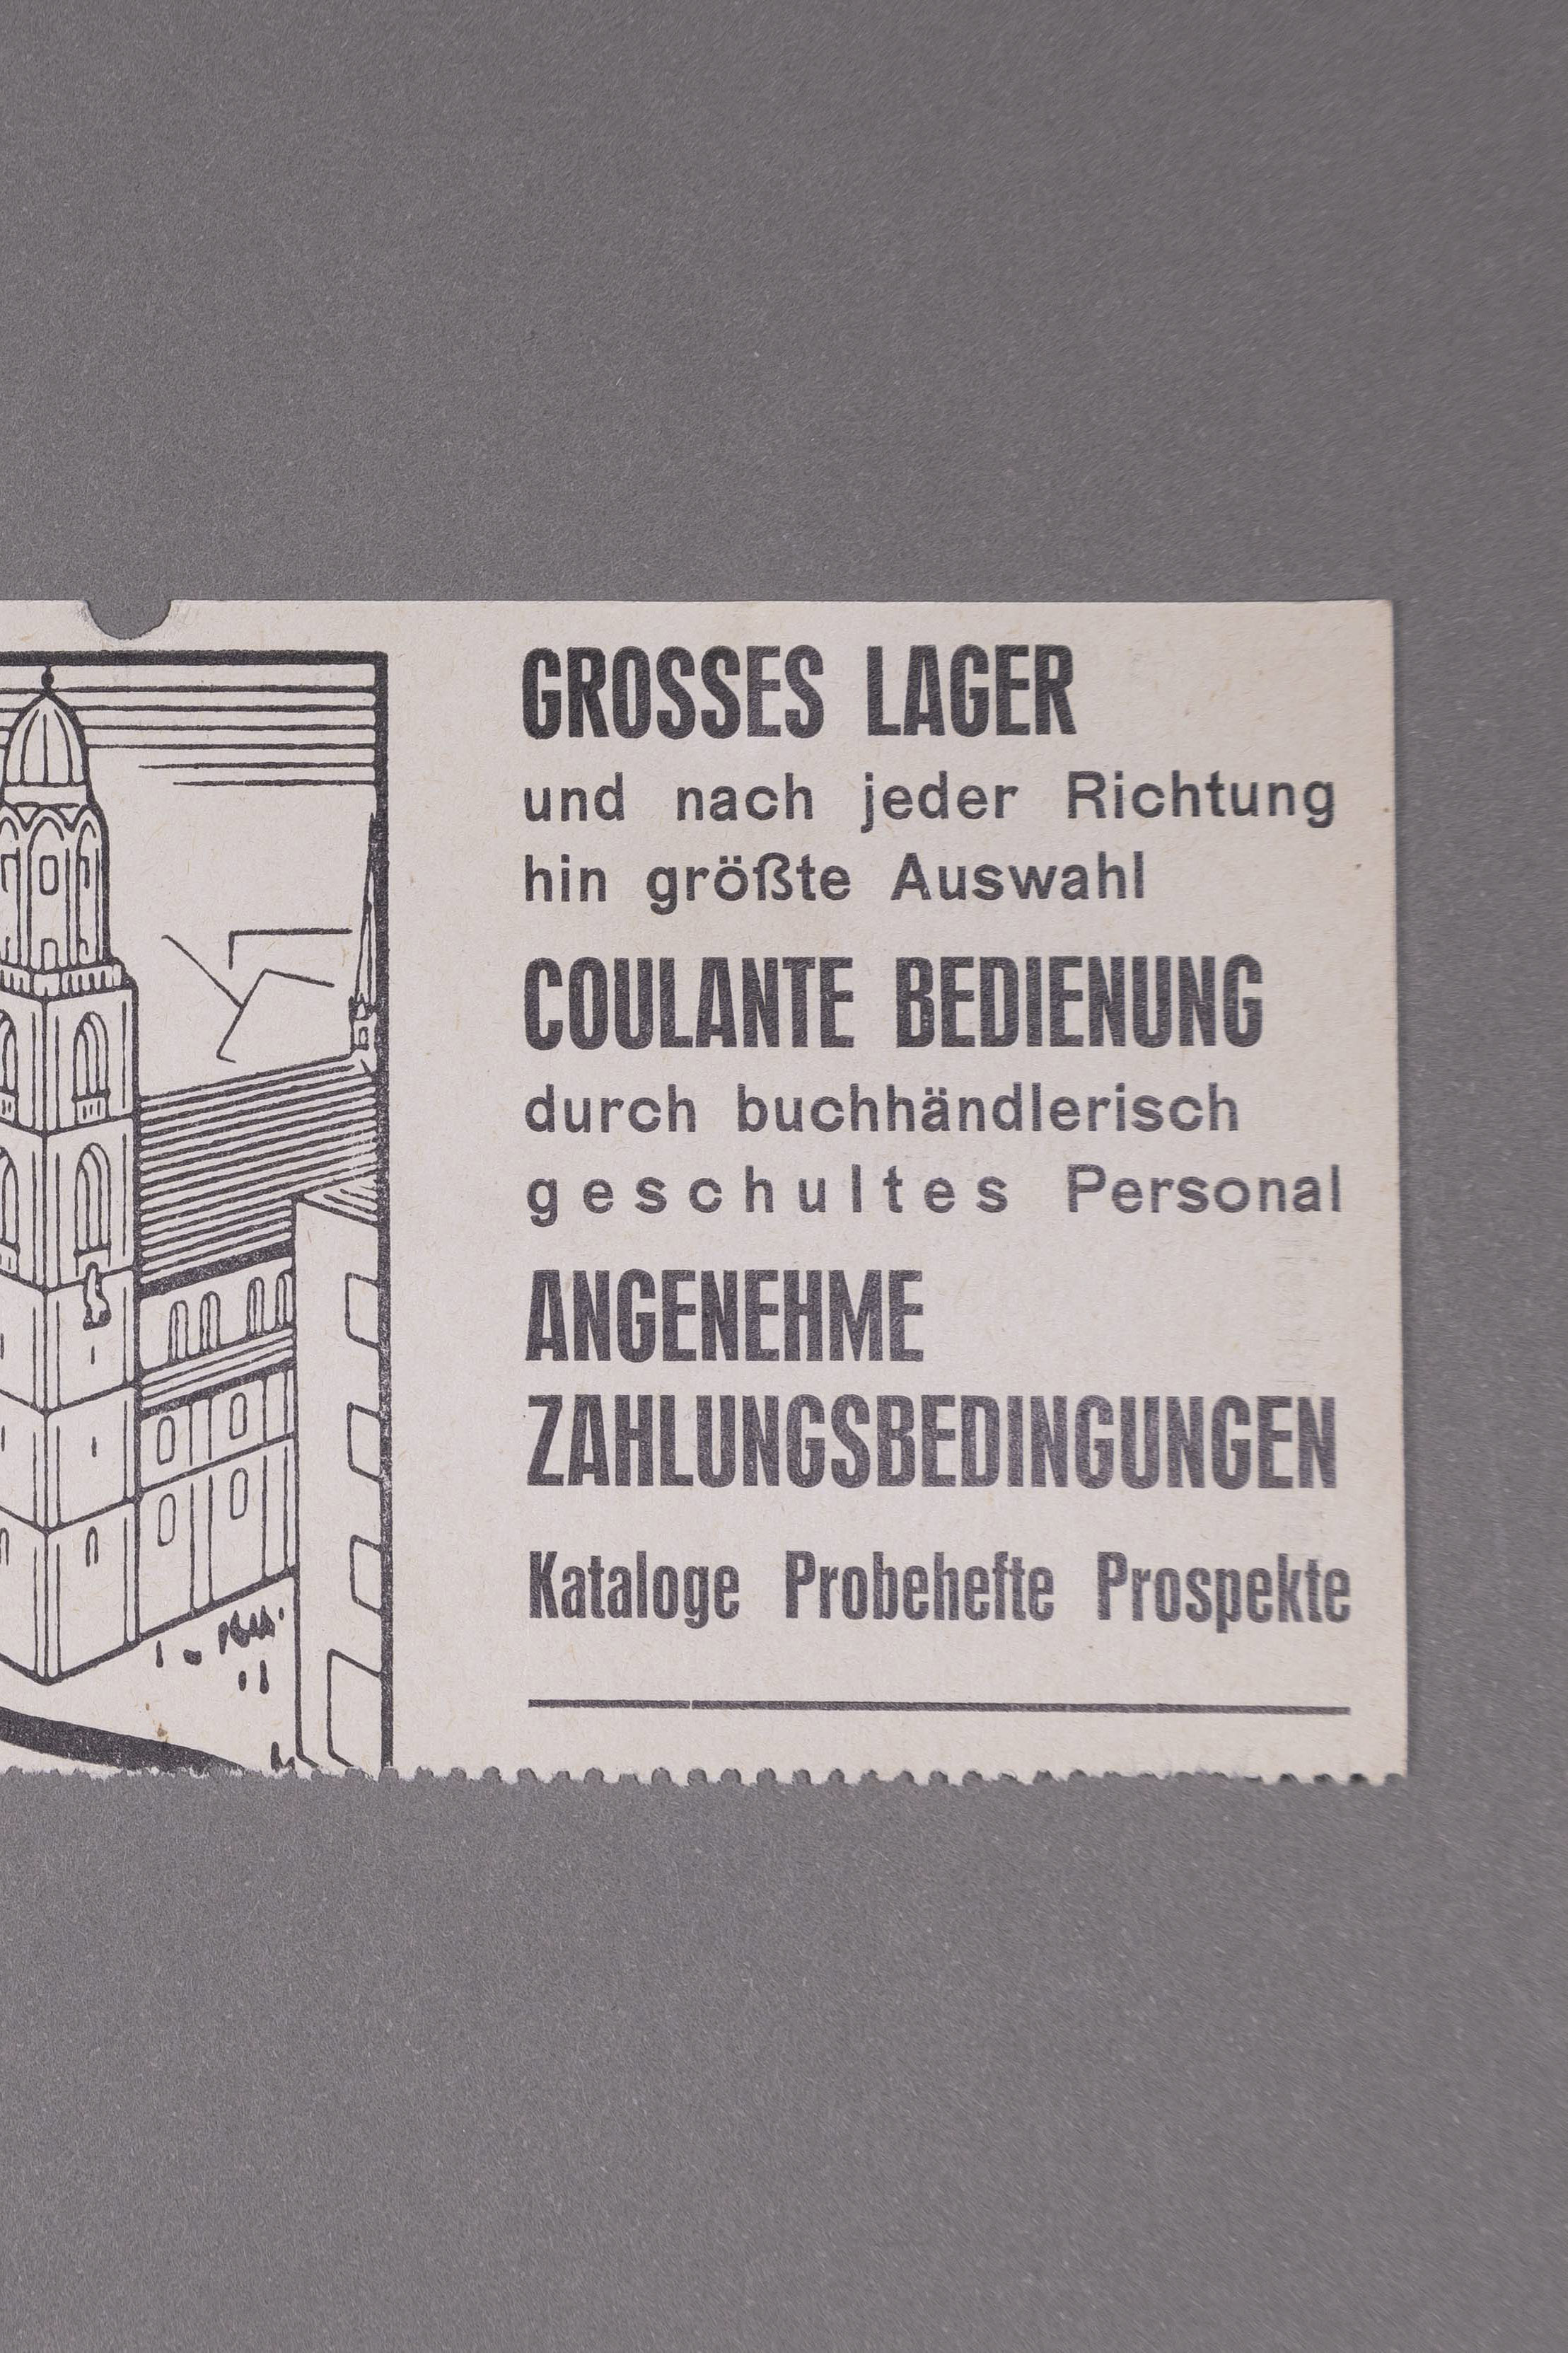 GROSSES LAGER
und nach jeder Richtung
hin größte Auswahl
COULANTE BEDIENUNG
durch buchhändlerisch
geschultes Personal
ANGENEHME
ZAHLUNGSBEDINGUNGEN
Kataloge Probehefte Prospekte